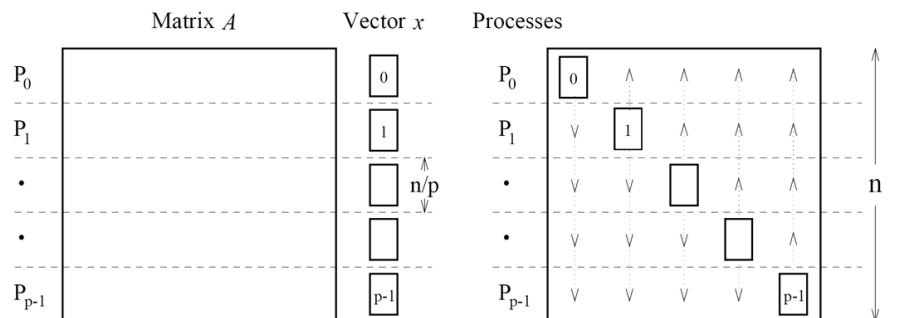 Matrix A Vector x Processes
P0 0 P0 0
P1 1 P1 1
n/p n
Pp-1 p-1 Pp-1 p-1